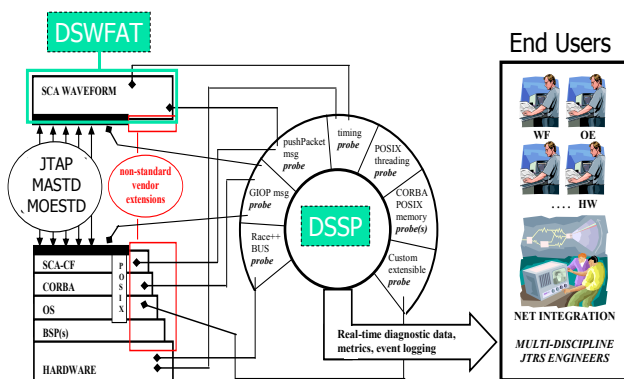 DSWFAT
SCA WAVEFORM
JTAP
MASTD
MOESTD
non-standard
vendor
extensions
SCA-CF
CORBA
OS
BSP(s)
HARDWARE
POSIX
timing
probe
pushPacket
msg
probe
POSIX
threading
probe
GIOP msg
probe
CORBA
POSIX
memory
probe(s)
Race++
BUS
probe
Custom
extensible
probe
DSSP
Real-time diagnostic data,
metrics, event logging
End Users
WF OE
.... HW
NET INTEGRATION
MULTI-DISCIPLINE
JTRS ENGINEERS